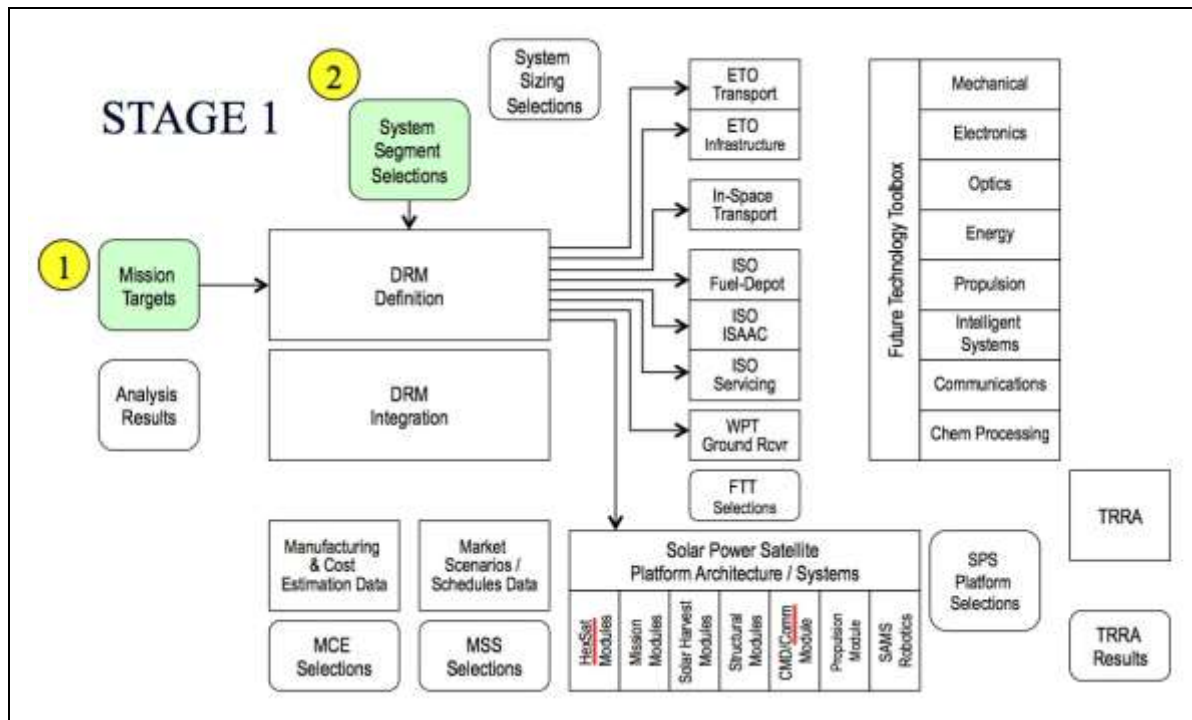 STAGE 1
1
2
System
Sizing
Selections
System
Segment
Selections
Mission
Targets
DRM
Definition
Analysis
Results
DRM
Integration
ETO
Transport
ETO
Infrastructure
In-Space
Transport
ISO
Fuel-Depot
ISO
ISAAC
ISO
Servicing
WPT
Ground Rcvr
FTT
Selections
Future Technology Toolbox
Mechanical
Electronics
Optics
Energy
Propulsion
Intelligent
Systems
Communications
Chem Processing
TRRA
Manufacturing
& Cost
Estimation Data
Market
Scenarios /
Schedules Data
MCE
Selections
MSS
Selections
Solar Power Satellite
Platform Architecture / Systems
HexSat
Modules
Mission
Modules
Solar Harvest
Modules
Structural
Modules
CMD/Comm
Module
Propulsion
Module
SAMS
Robotics
SPS
Platform
Selections
TRRA
Results